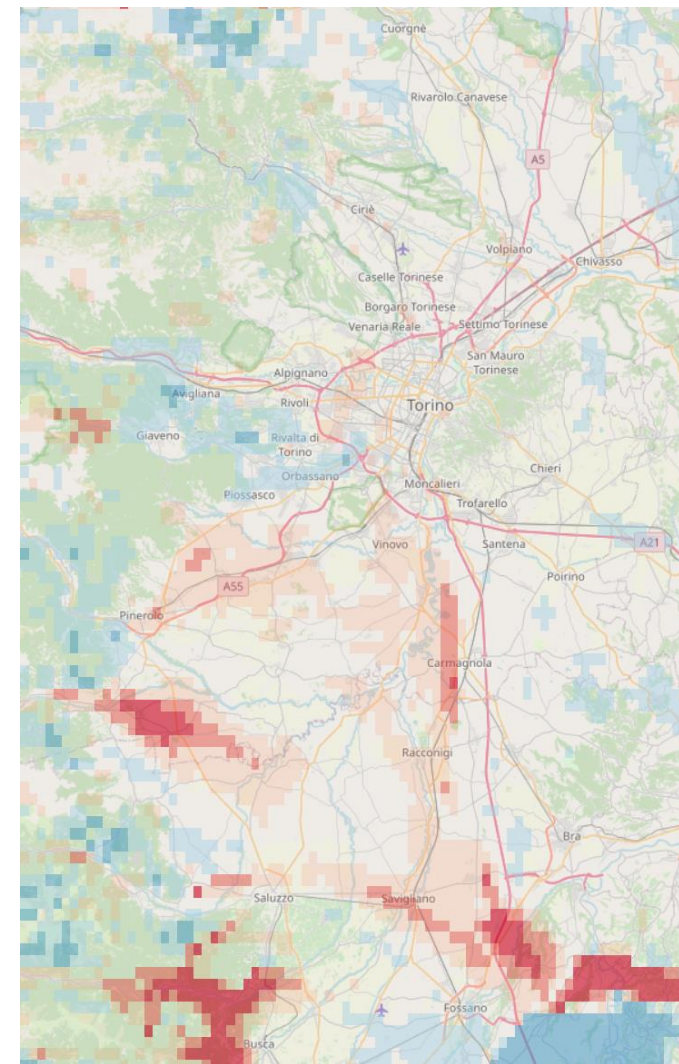 Cuorgnè
Rivarolo Canavese
A5
Ciriè
Volpiano
Chivasso
Caselle Torinese
Borgaro Torinese
Venaria Reale
Settimo Torinese
San Mauro
Torinese
Alpignano
Avigliana
Rivoli
Torino
Giaveno
Rivalta di
Torino
Chieri
Orbassano
Moncalieri
Piossasco
Trofarello
Vinovo
Santena
A21
Poirino
A55
Pinerolo
Carmagnola
Racconigi
Bra
Saluzzo
Savigliano
Fossano
Busca